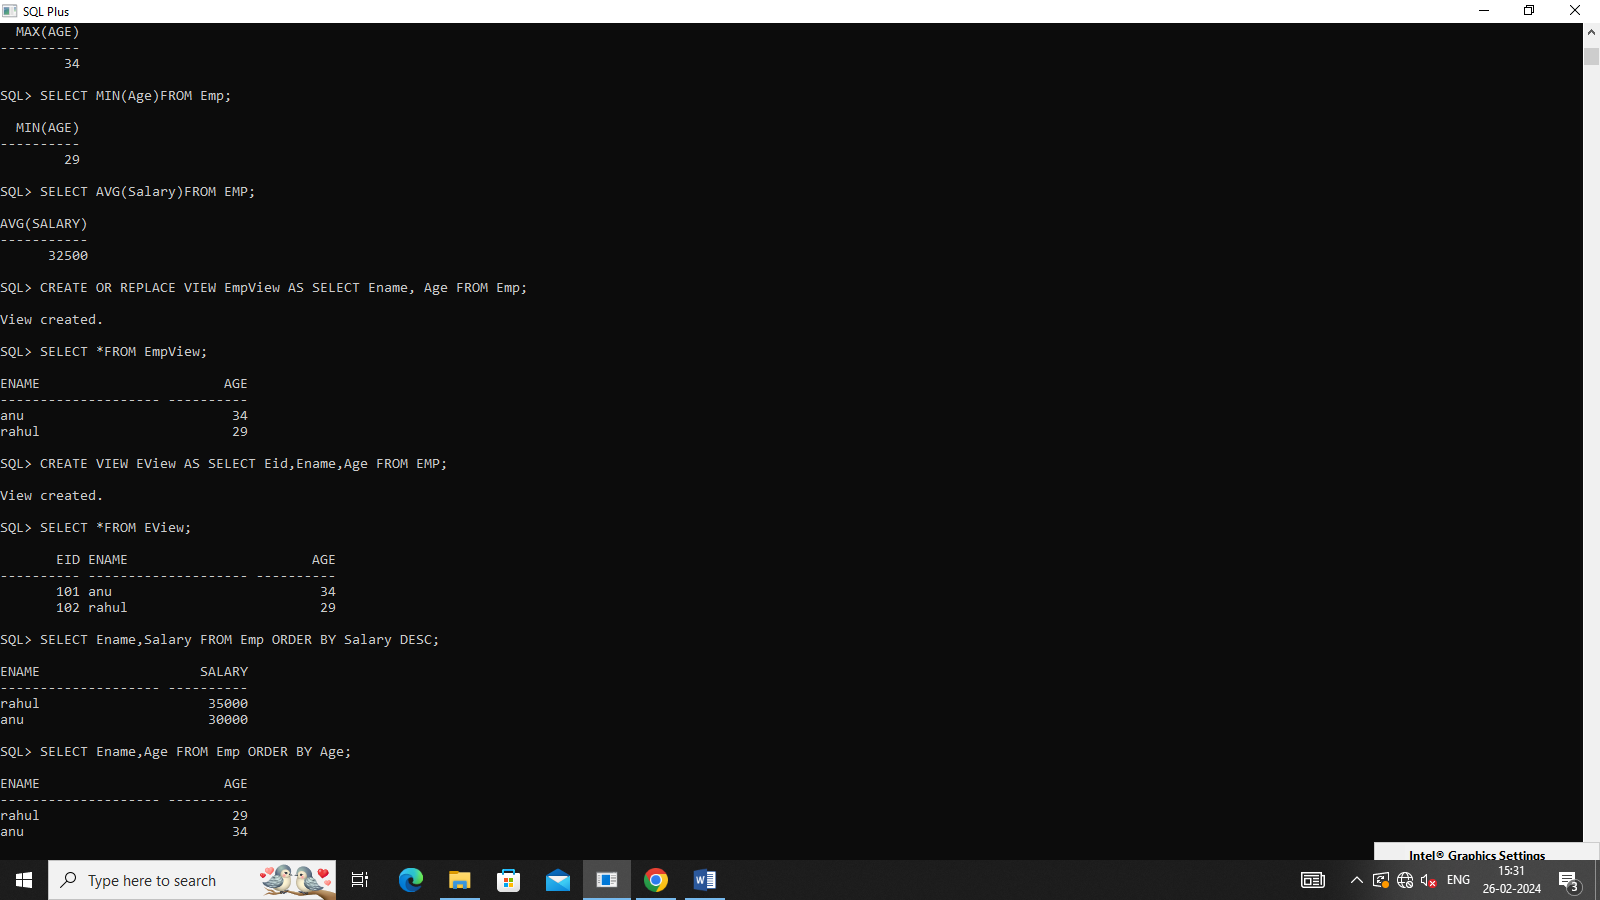 SQL Plus
MAX(AGE)
----------
34
SQL> SELECT MIN(Age)FROM Emp;
MIN(AGE)
----------
29
SQL> SELECT AVG(Salary)FROM EMP;
AVG(SALARY)
-----------
32500
SQL> CREATE OR REPLACE VIEW EmpView AS SELECT Ename, Age FROM Emp;
View created.
SQL> SELECT *FROM EmpView;
ENAME                       AGE
-------------------- ----------
anu                          34
rahul                        29
SQL> CREATE VIEW EView AS SELECT Eid,Ename,Age FROM EMP;
View created.
SQL> SELECT *FROM EView;
       EID ENAME                       AGE
---------- -------------------- ----------
       101 anu                          34
       102 rahul                        29
SQL> SELECT Ename,Salary FROM Emp ORDER BY Salary DESC;
ENAME                    SALARY
-------------------- ----------
rahul                     35000
anu                       30000
SQL> SELECT Ename,Age FROM Emp ORDER BY Age;
ENAME                       AGE
-------------------- ----------
rahul                        29
anu                          34
Intel® Graphics Settings
Type here to search
ENG
15:31
26-02-2024
3